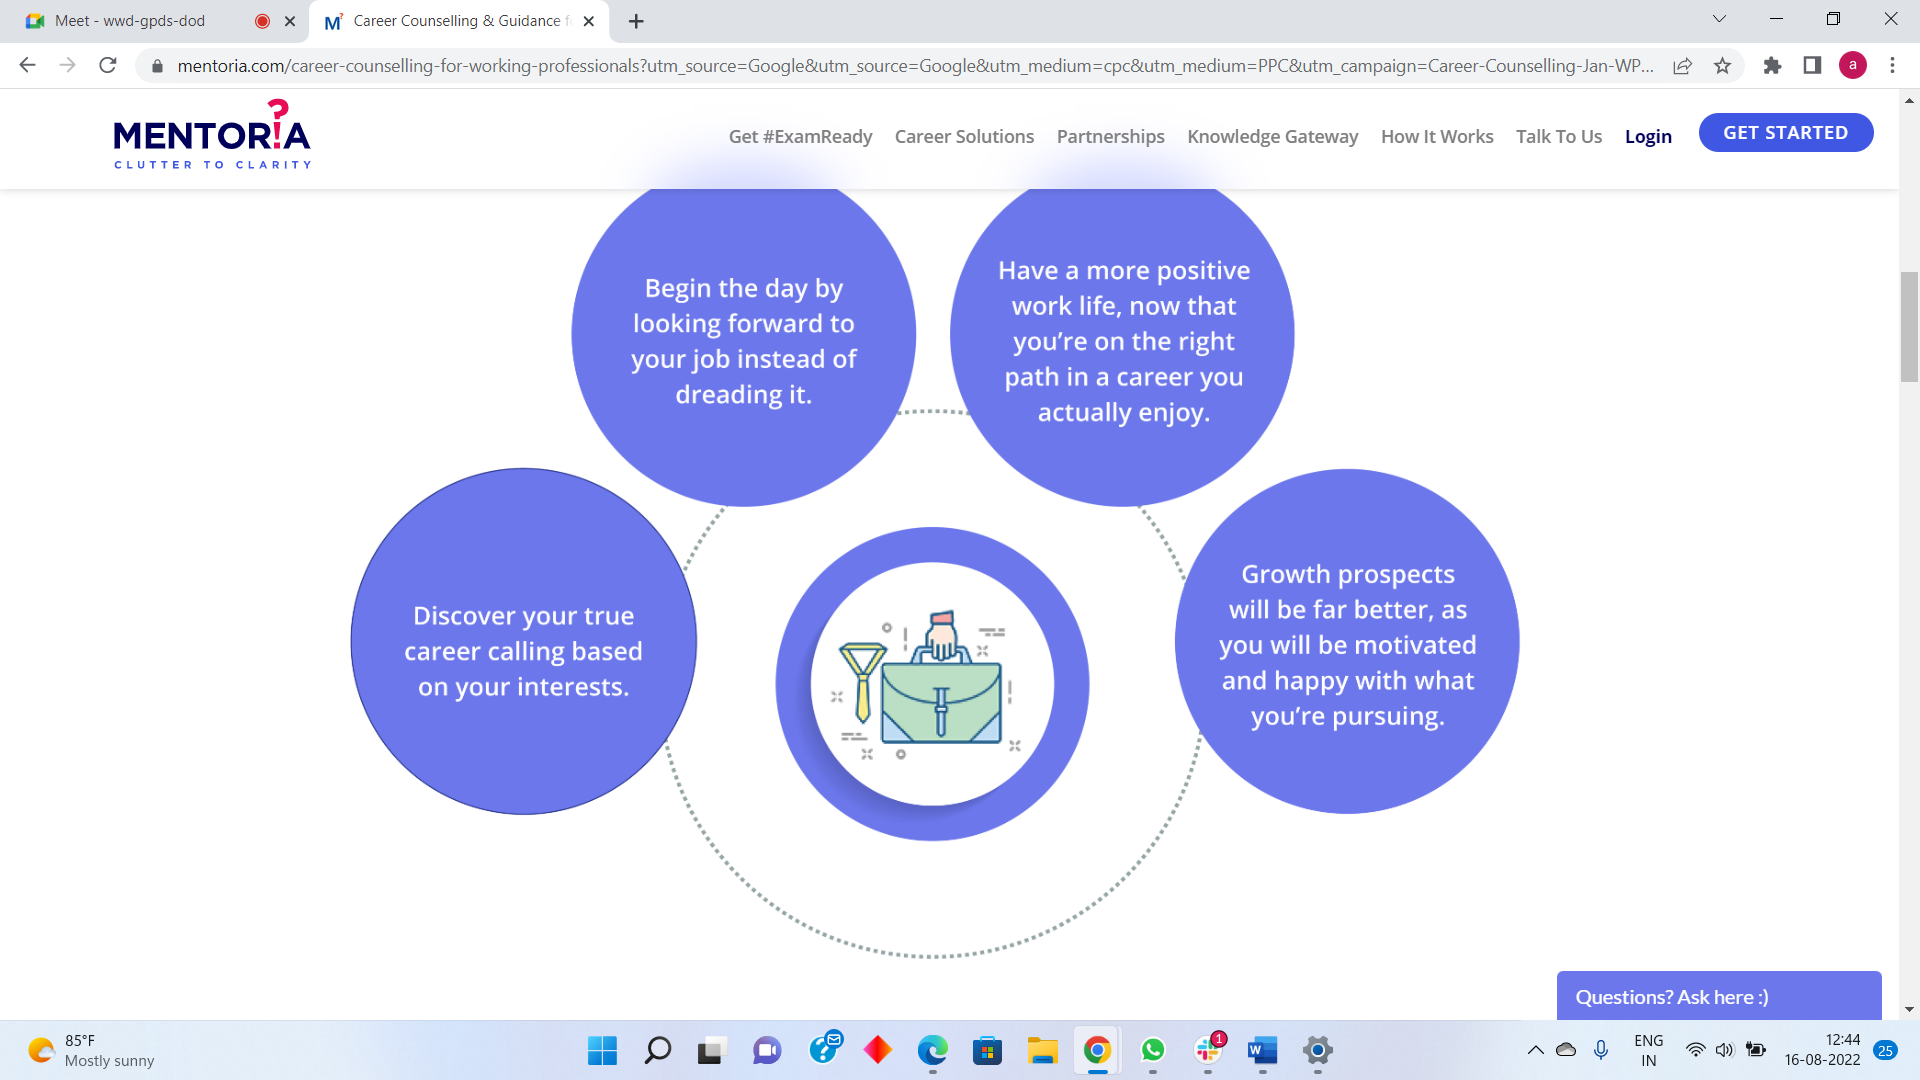 Meet - wwd-gpds-dod
M? Career Counselling & Guidance f
mentoria.com/career-counselling-for-working-professionals?utm_source=Google&utm_source=Google&utm_medium=cpc&utm_medium=PPC&utm_campaign=Career-Counselling-Jan-WP...
a
MENTORIA
CLUTTER TO CLARITY
Get #ExamReady Career Solutions Partnerships Knowledge Gateway How It Works Talk To Us Login GET STARTED
Begin the day by
looking forward to
your job instead of
dreading it.
Have a more positive
work life, now that
you’re on the right
path in a career you
actually enjoy.
Discover your true
career calling based
on your interests.
Growth prospects
will be far better, as
you will be motivated
and happy with what
you’re pursuing.
Questions? Ask here :)
85°F
Mostly sunny
1
W
ENG
IN
12:44
16-08-2022
25